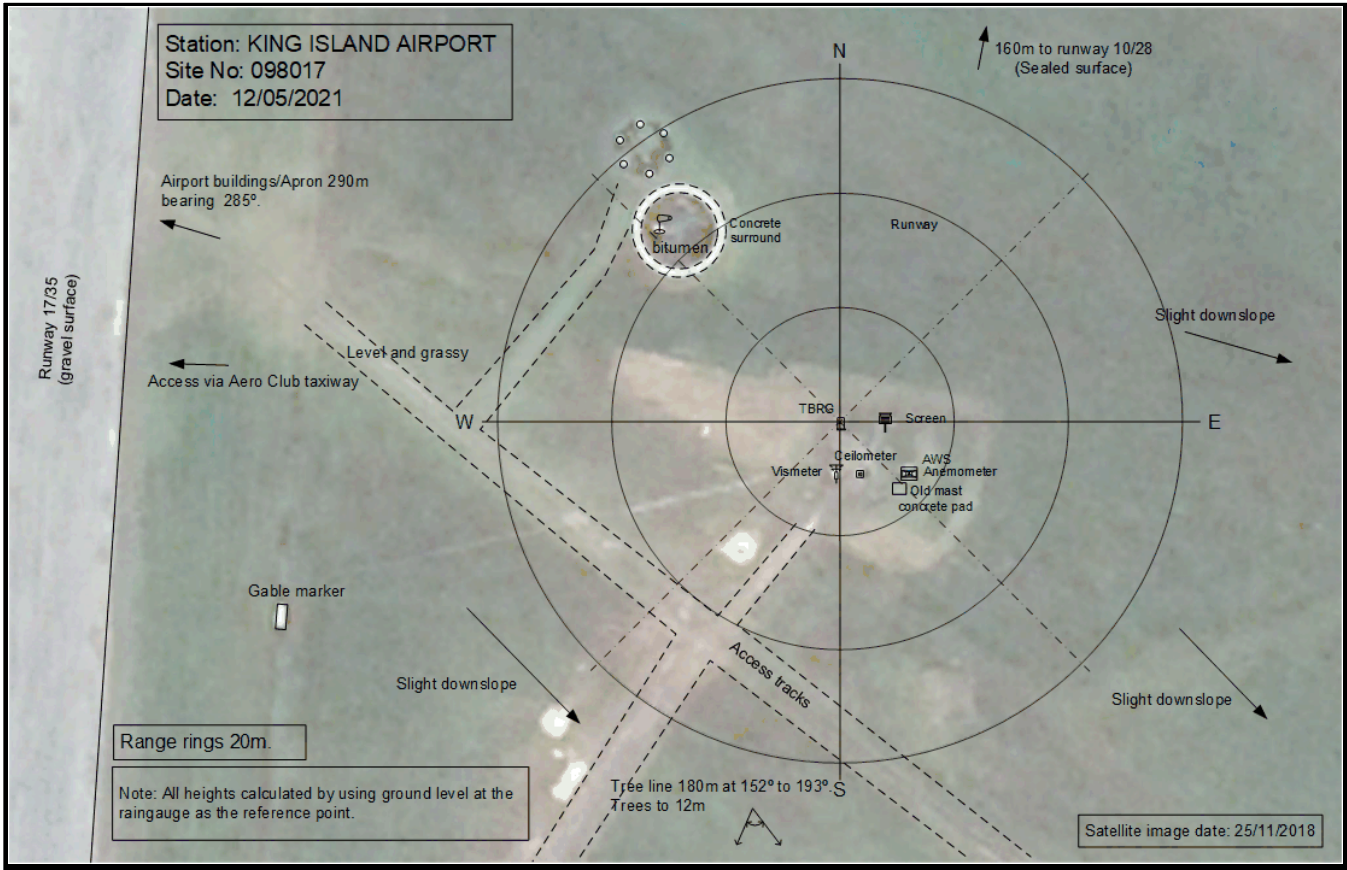 Station: KING ISLAND AIRPORT
Site No: 098017
Date: 12/05/2021
N
160m to runway 10/28
(Sealed surface)
Airport buildings/Apron 290m
bearing 285º.
Concrete
surround
bitumen
Runway
Runway 17/35
(gravel surface)
Slight downslope
Level and grassy
Access via Aero Club taxiway
W
TBRG
Screen
E
Ceilometer
AWS
Vismeter
Anemometer
Old mast
concrete pad
Gable marker
Access tracks
Slight downslope
Slight downslope
Range rings 20m.
Note: All heights calculated by using ground level at the
raingauge as the reference point.
Tree line 180m at 152º to 193º.
Trees to 12m
S
Satellite image date: 25/11/2018